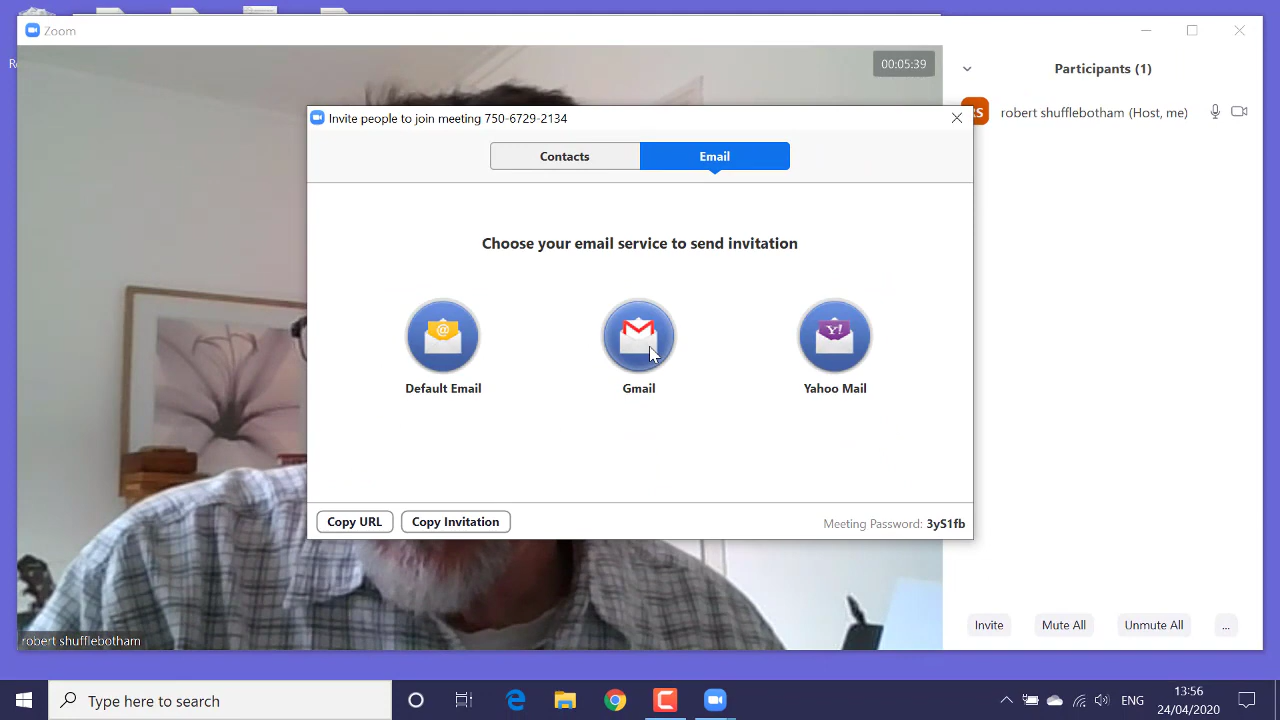 Zoom
00:05:39
Participants (1)
RS
robert shufflebotham (Host, me)
Invite people to join meeting 750-6729-2134
Contacts
Email
Choose your email service to send invitation
@
Y!
Default Email
Gmail
Yahoo Mail
Copy URL
Copy Invitation
Meeting Password: 3yS1fb
robert shufflebotham
Invite
Mute All
Unmute All
...
Type here to search
ENG
13:56
24/04/2020